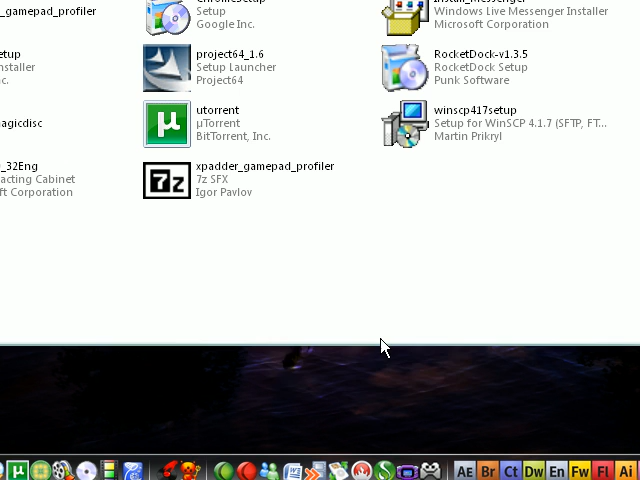 _gamepad_profiler
Setup
Google Inc.
Install_Messenger
Windows Live Messenger Installer
Microsoft Corporation
etup
nstaller
c.
project64_1.6
Setup Launcher
Project64
RocketDock-v1.3.5
RocketDock Setup
Punk Software
agicdisc
µ
utorrent
µTorrent
BitTorrent, Inc.
winscp417setup
Setup for WinSCP 4.1.7 (SFTP, FT...
Martin Prikryl
_32Eng
acting Cabinet
ft Corporation
7z
xpadder_gamepad_profiler
7z SFX
Igor Pavlov
µ
AE Br Ct Dw En Fw Fl Ai